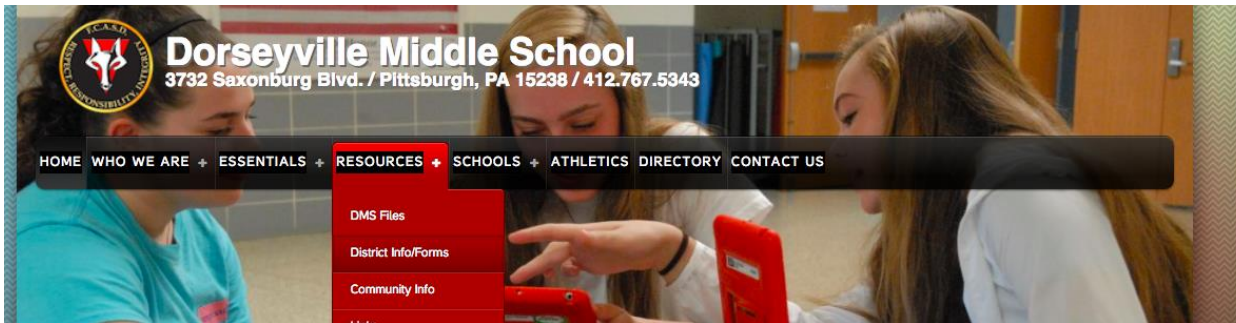 F.C.A.S.D.
RESPECT, RESPONSIBILITY, INTEGRITY
Dorseyville Middle School
3732 Saxonburg Blvd. / Pittsburgh, PA 15238 / 412.767.5343
HOME WHO WE ARE + ESSENTIALS + RESOURCES + SCHOOLS + ATHLETICS DIRECTORY CONTACT US
DMS Files
District Info/Forms
Community Info